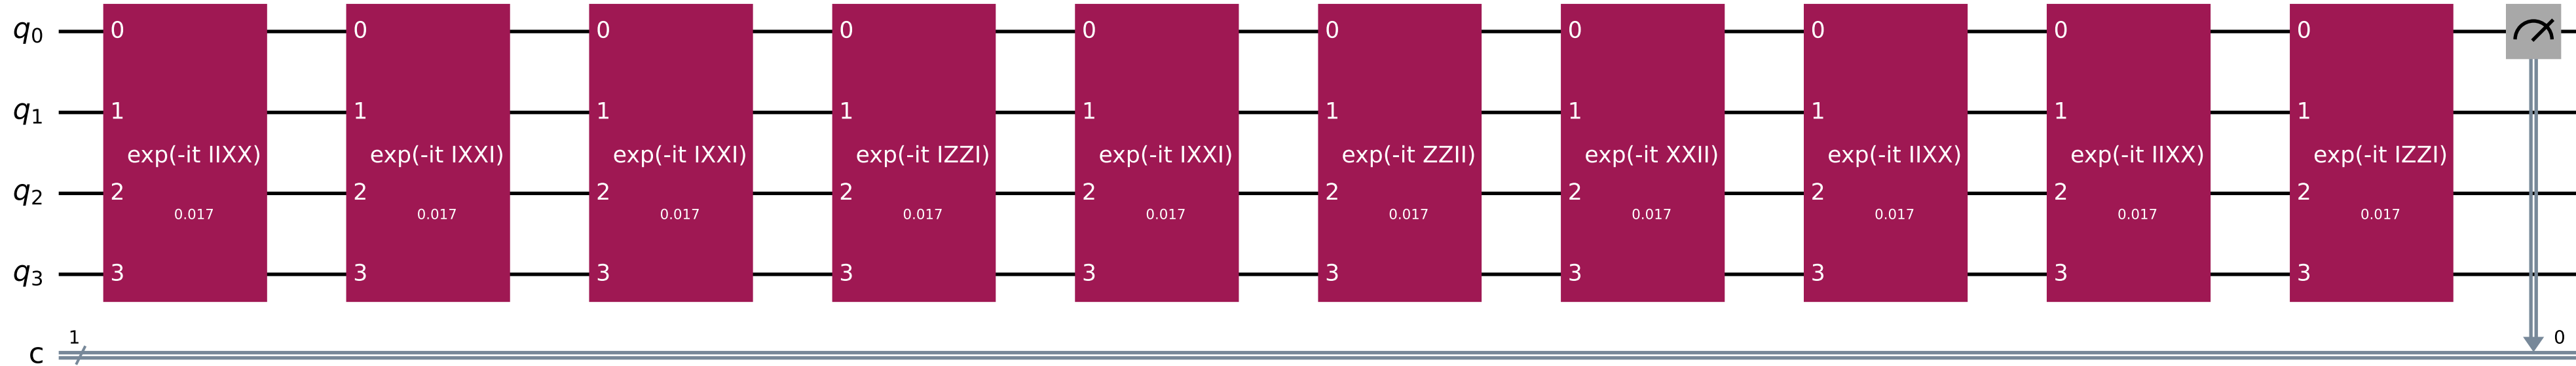 q0 0 0 0 0 0 0 0 0 0 0
q1 1 1 1 1 1 1 1 1 1 1
exp(-it IIXX) exp(-it IXXI) exp(-it IXXI) exp(-it IZZI) exp(-it IXXI) exp(-it ZZII) exp(-it XXII) exp(-it IIXX) exp(-it IIXX) exp(-it IZZI)
q2 2 2 2 2 2 2 2 2 2 2
0.017 0.017 0.017 0.017 0.017 0.017 0.017 0.017 0.017 0.017
q3 3 3 3 3 3 3 3 3 3 3
1 0
c